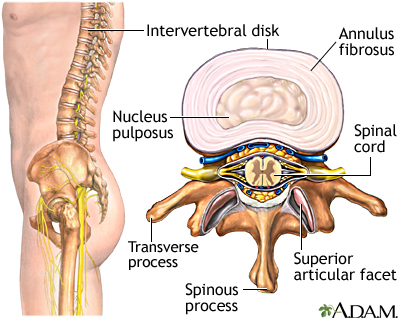 Intervertebral disk
Annulus
fibrosus
Nucleus
pulposus
Spinal
cord
Transverse
process
Superior
articular facet
Spinous
process
A.D.A.M.